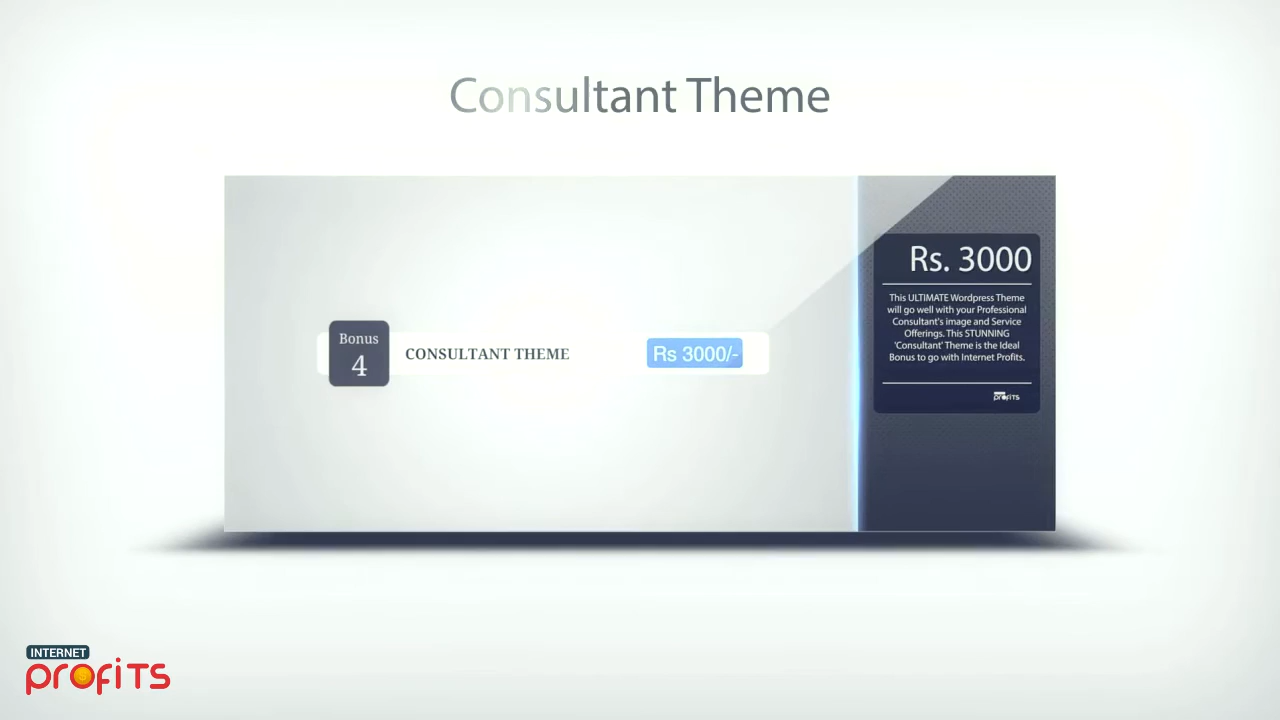 Consultant Theme
Bonus
4
CONSULTANT THEME
Rs 3000/-
Rs. 3000
This ULTIMATE Wordpress Theme
will go well with your Professional
Consultant's image and Service
Offerings. This STUNNING
'Consultant' Theme is the Ideal
Bonus to go with Internet Profits.
profiTS
INTERNET
profiTS